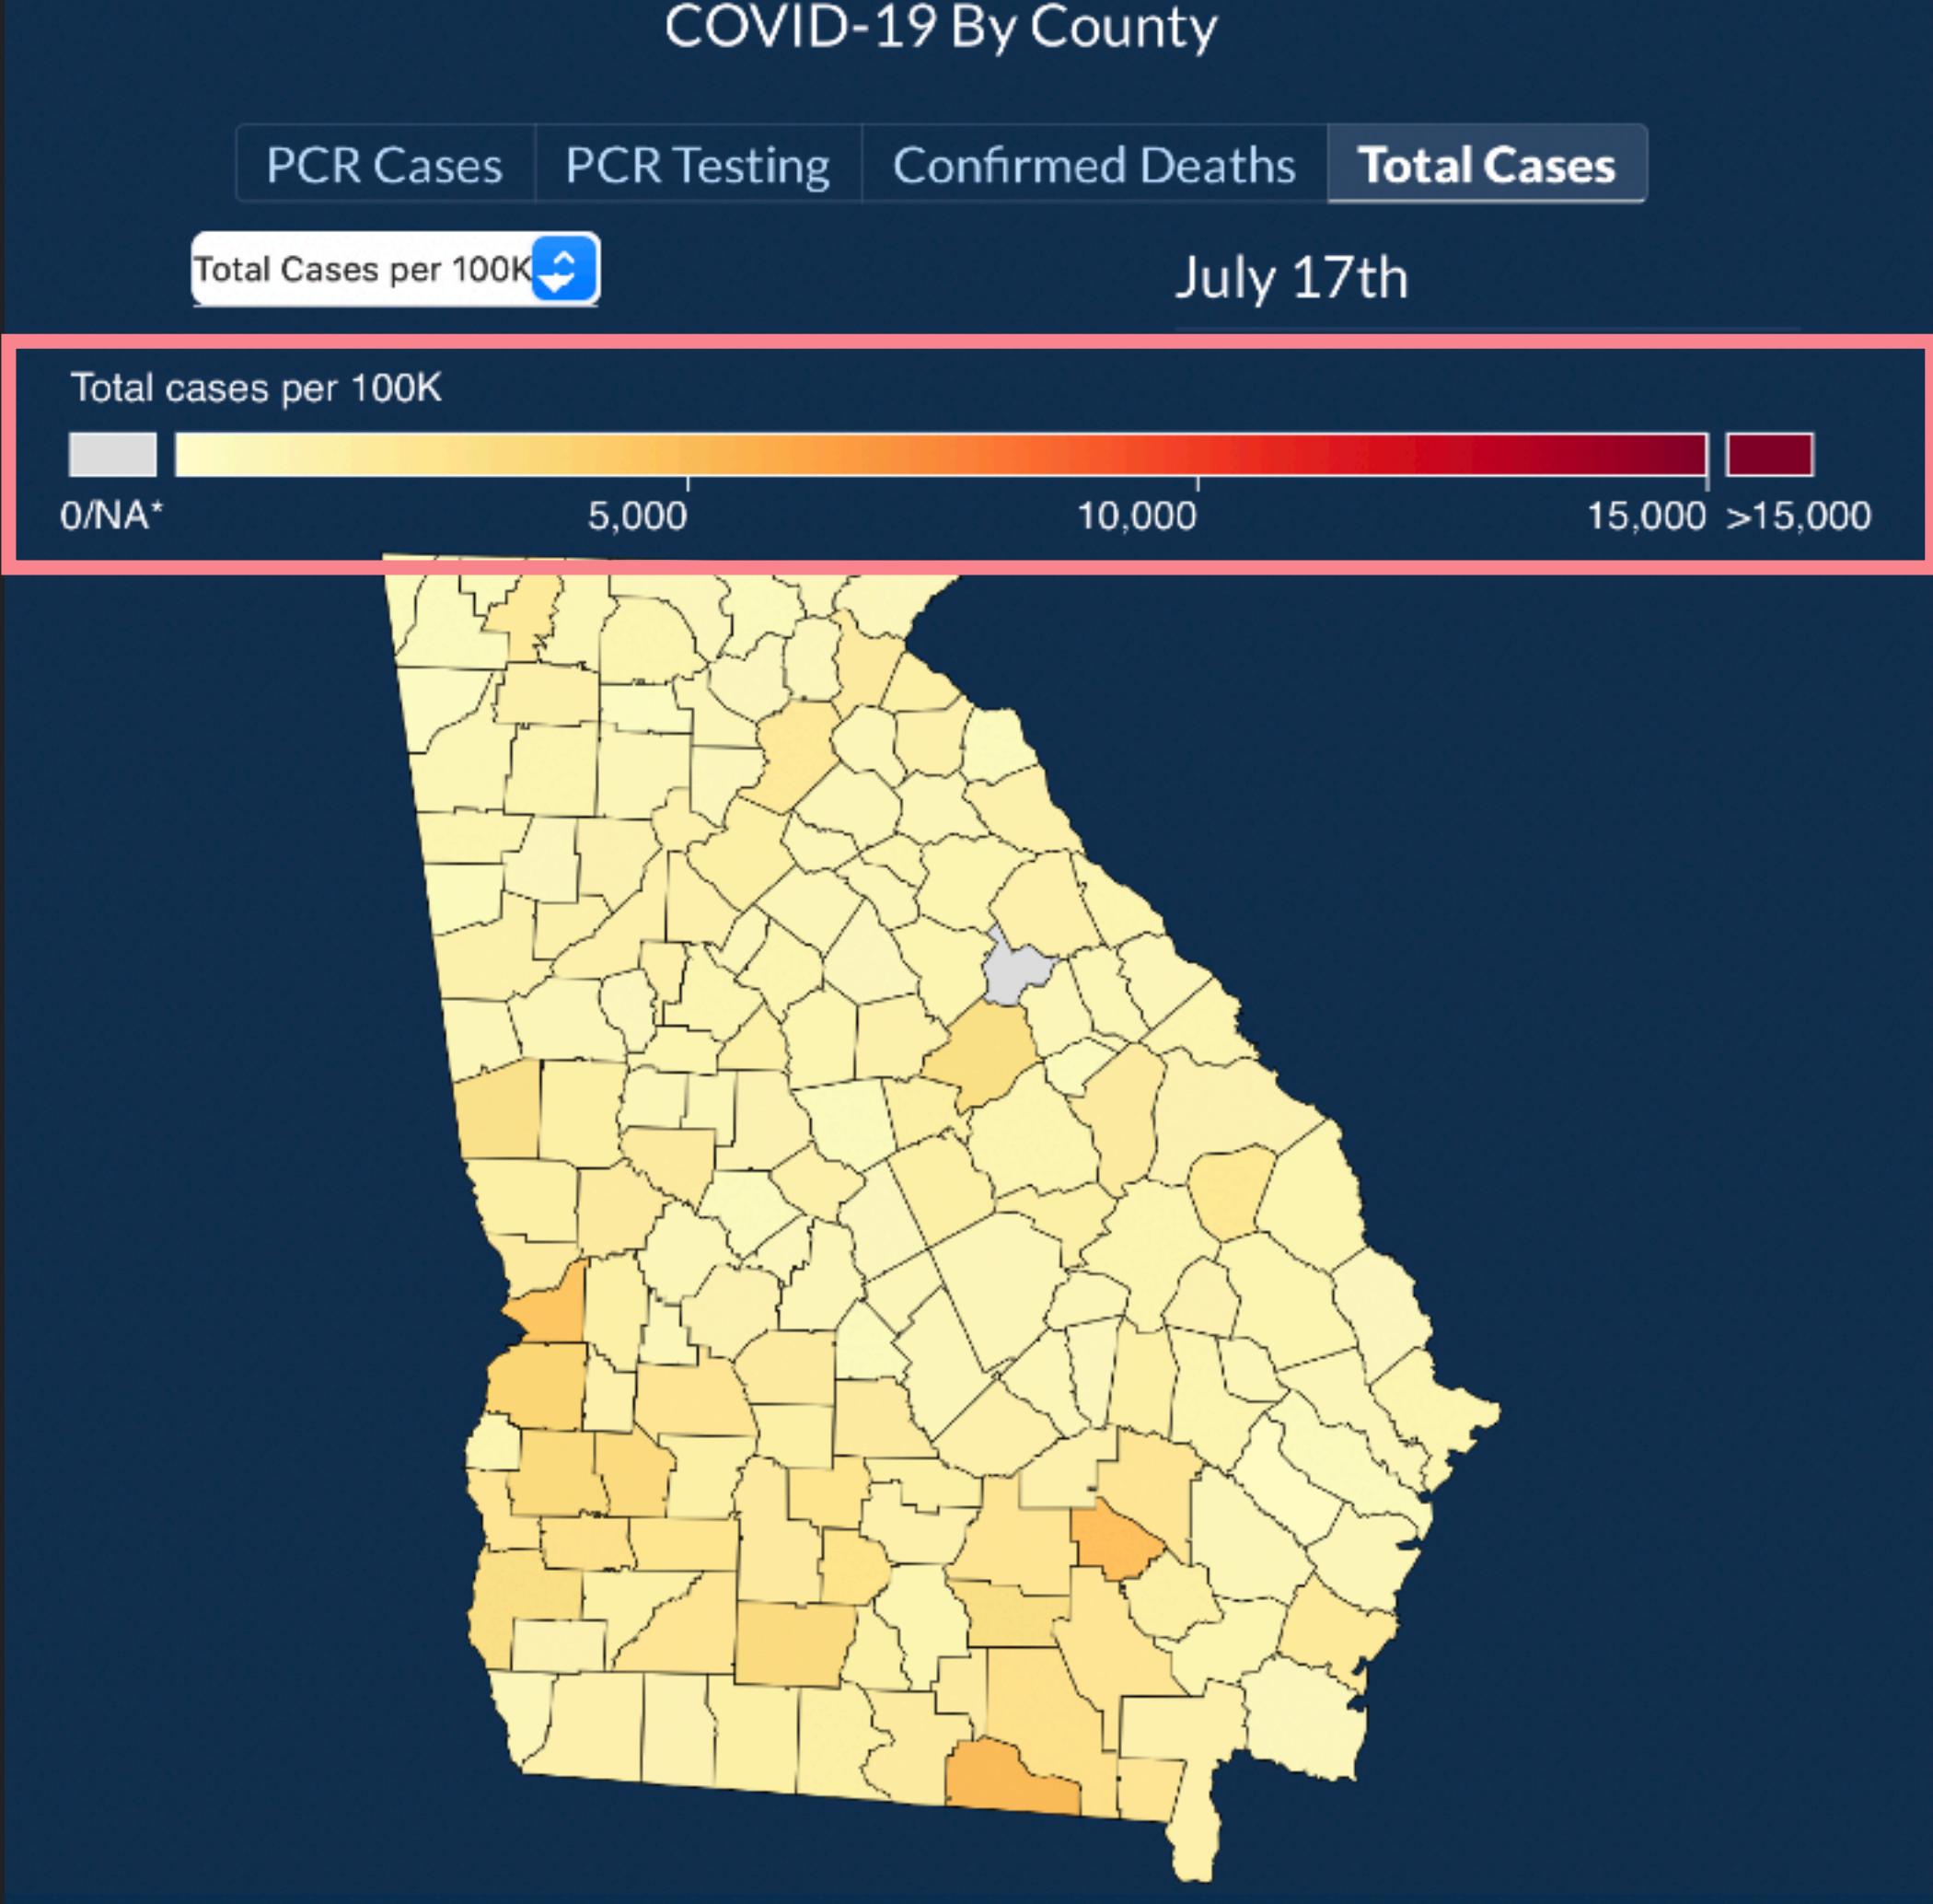 COVID-19 By County
PCR Cases PCR Testing Confirmed Deaths Total Cases
Total Cases per 100K July 17th
Total cases per 100K
0/NA* 5,000 10,000 15,000 >15,000